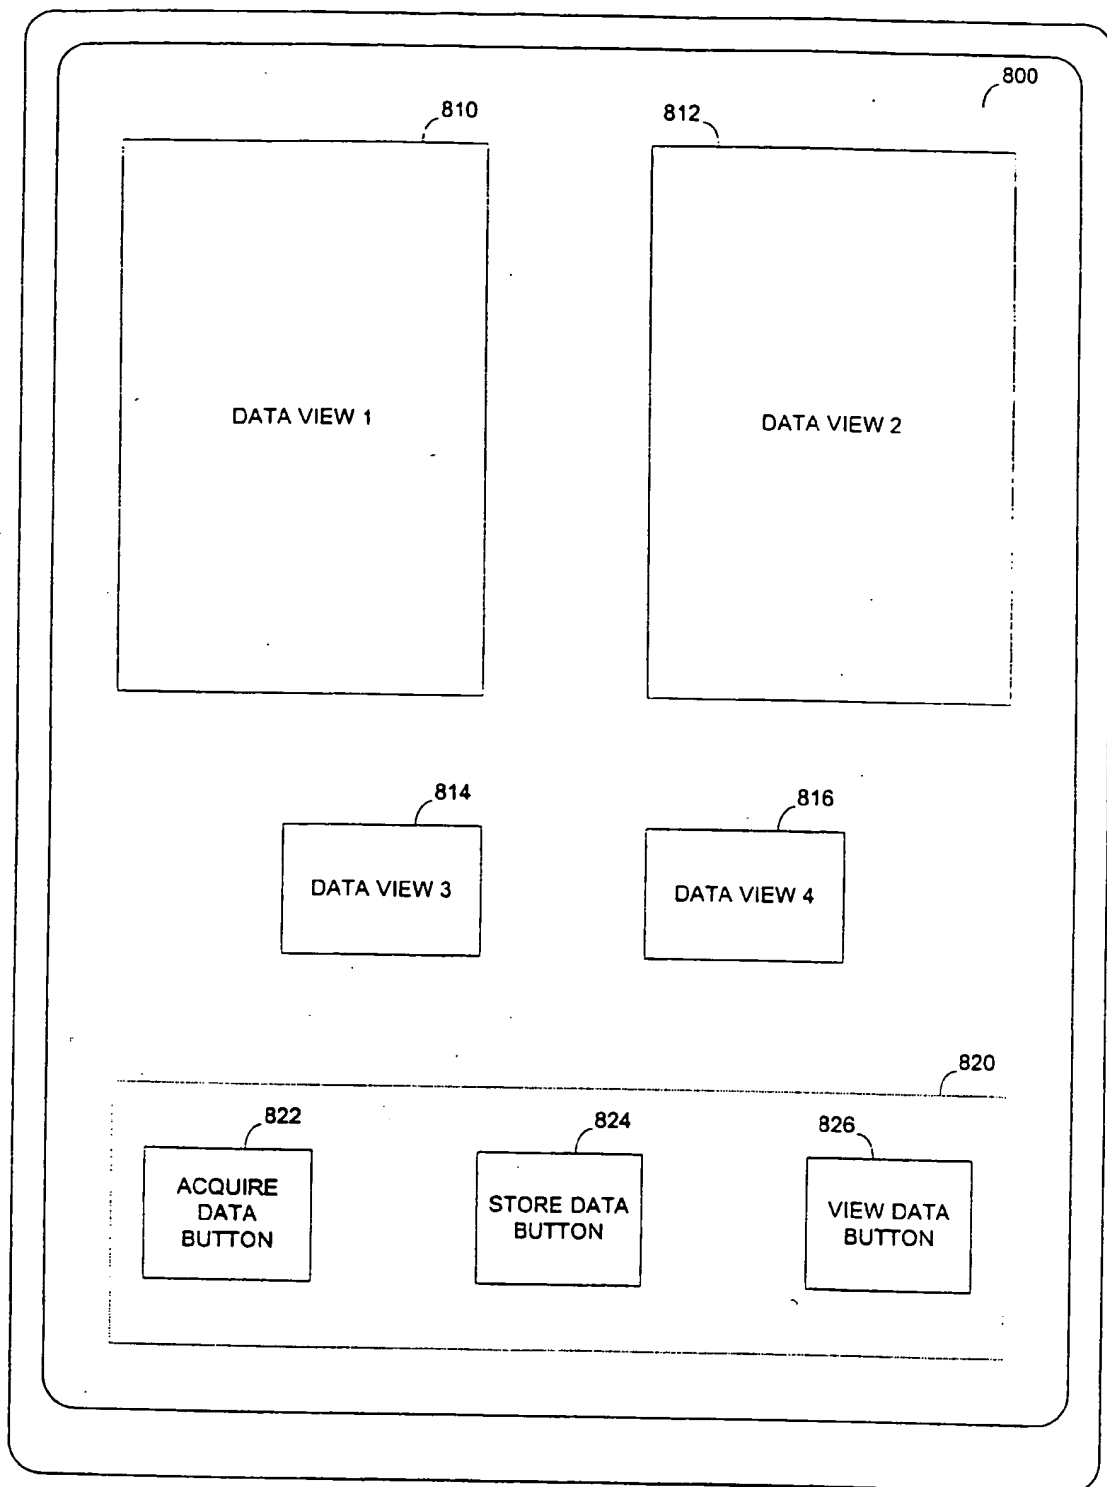 800
810
812
DATA VIEW 1
DATA VIEW 2
814
816
DATA VIEW 3
DATA VIEW 4
820
822
824
826
ACQUIRE
DATA
BUTTON
STORE DATA
BUTTON
VIEW DATA
BUTTON